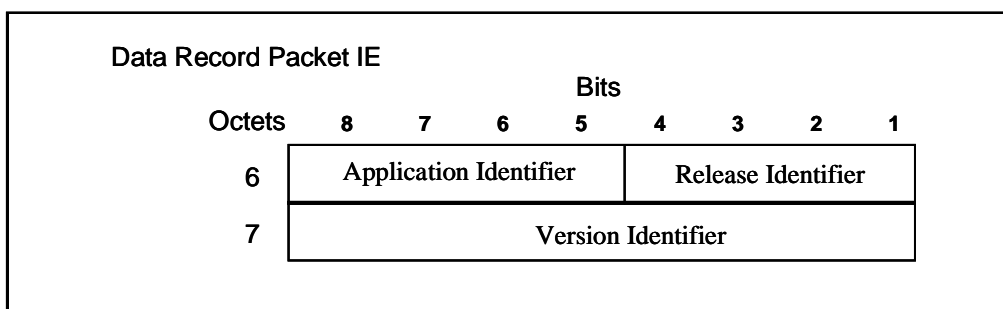 Data Record Packet IE
Bits
Octets 8 7 6 5 4 3 2 1
6 Application Identifier Release Identifier
7 Version Identifier